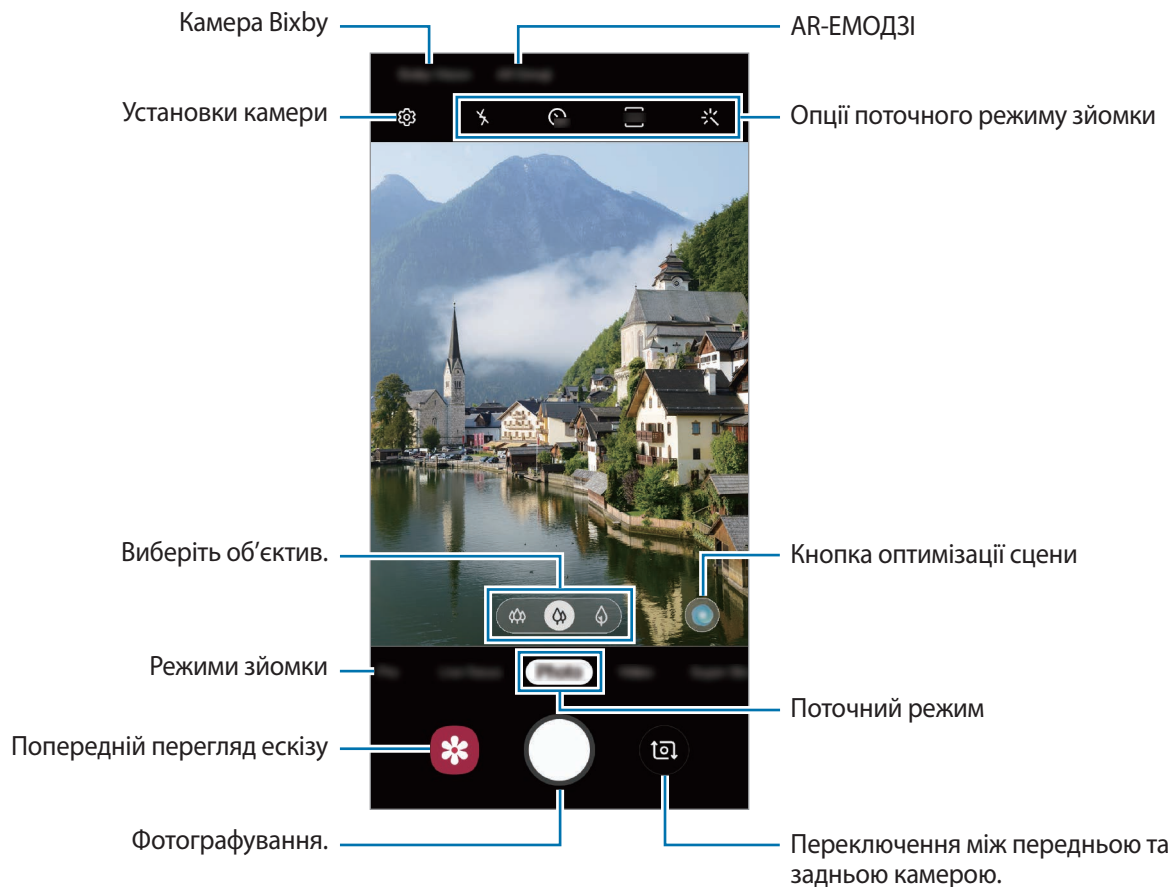 Камера Bixby
AR-ЕМОДЗІ
Установки камери
Опції поточного режиму зйомки
Виберіть об’єктив.
Кнопка оптимізації сцени
Режими зйомки
Photo
Поточний режим
Попередній перегляд ескізу
Фотографування.
Переключення між передньою та
задньою камерою.